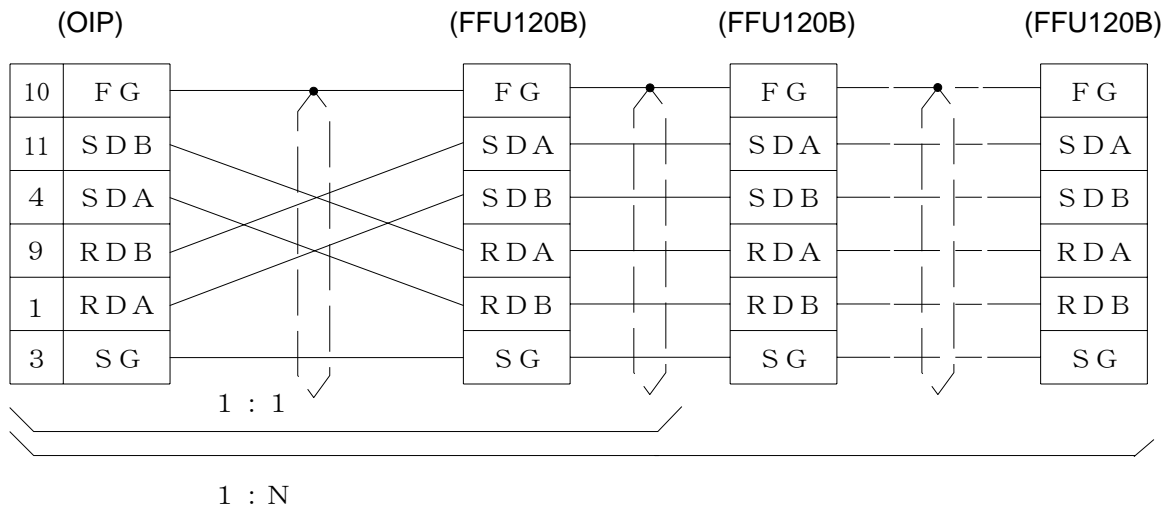 (OIP) (FFU120B) (FFU120B) (FFU120B)
10 FG FG FG FG
11 SDB SDA SDA SDA
4 SDA SDB SDB SDB
9 RDB RDA RDA RDA
1 RDA RDB RDB RDB
3 SG SG SG SG
1 : 1
1 : N